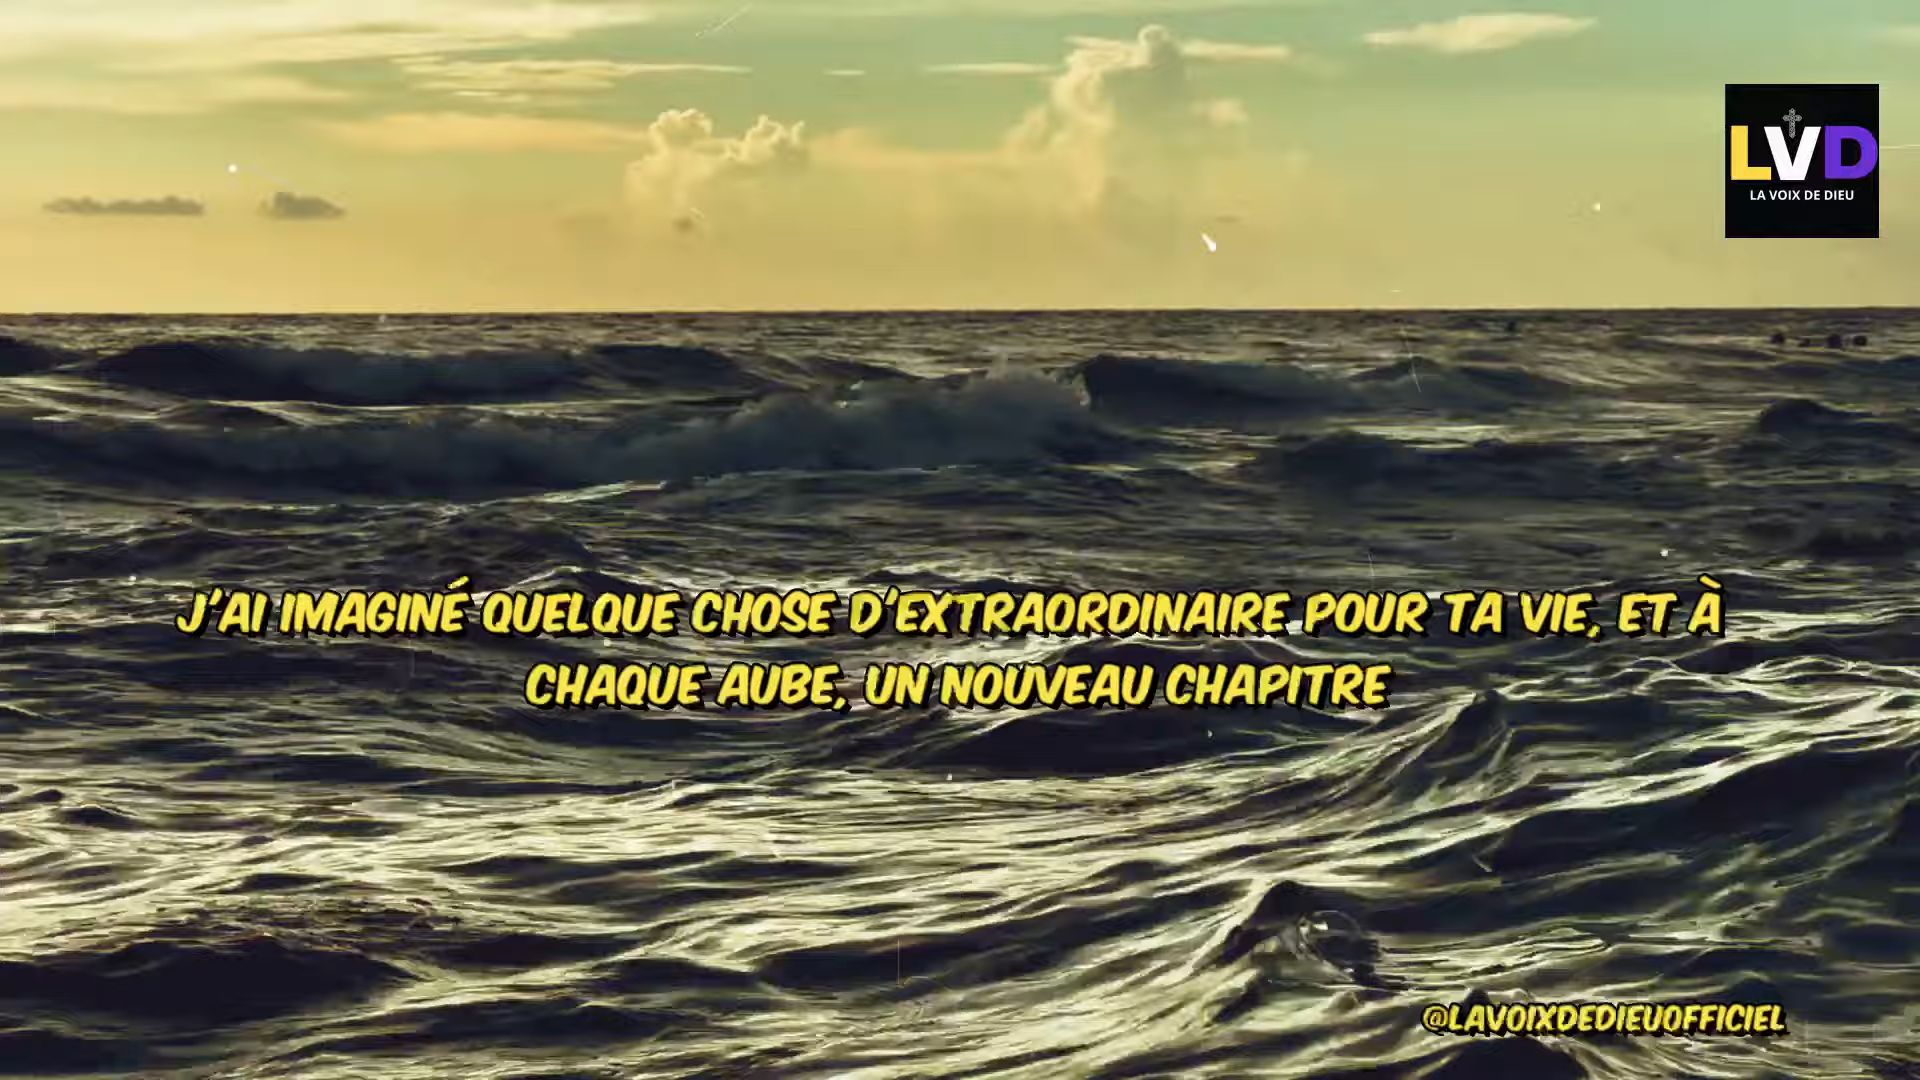 LVD
LA VOIX DE DIEU
J'AI IMAGINÉ QUELQUE CHOSE D'EXTRAORDINAIRE POUR TA VIE, ET À
CHAQUE AUBE, UN NOUVEAU CHAPITRE
@LAVOIXDEDIEUOFFICIEL